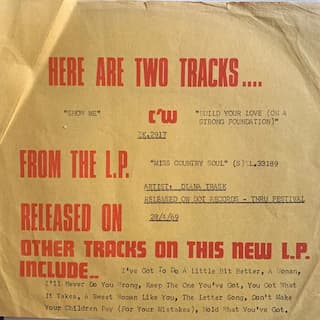 HERE ARE TWO TRACKS....
"SHOW ME" C/W "BUILD YOUR LOVE (ON A STRONG FOUNDATION)"
DK.2917
FROM THE L.P. "MISS COUNTRY SOUL" (S)ZL.33189
ARTIST: DIANA TRASK
RELEASED ON DOT RECORDS - THRU FESTIVAL
RELEASED ON 28/4/69
OTHER TRACKS ON THIS NEW L.P.
INCLUDE.. I've Got To Do A Little Bit Better, A Woman,
I'll Never Do You Wrong, Keep The One You've Got, You Got What
It Takes, A Sweet Woman Like You, The Letter Song, Don't Make
Your Children Pay (For Your Mistakes), Hold What You've Got.